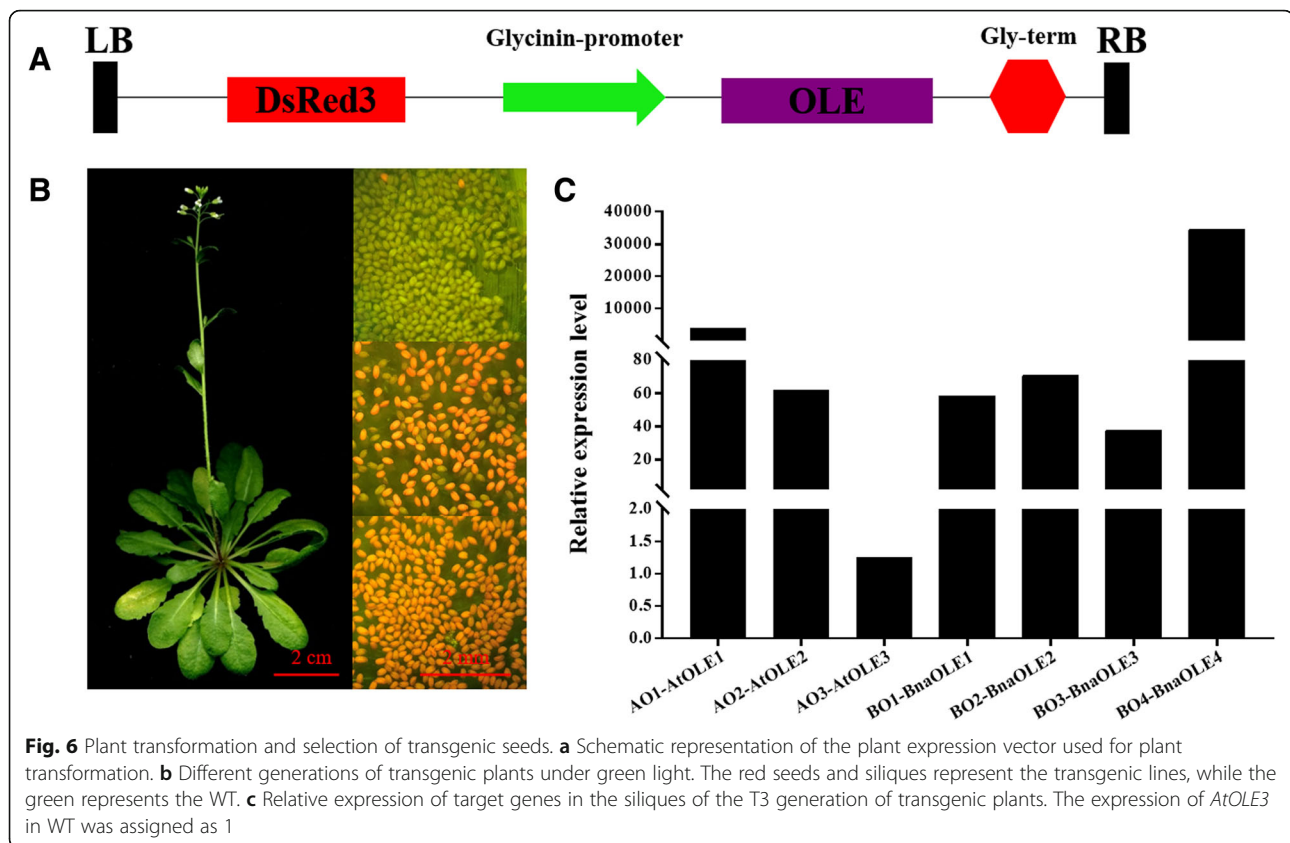 A
LB
Glycinin-promoter
Gly-term
RB
DsRed3
OLE
B
2 cm
2 mm
C
Relative expression level
40000
30000
20000
10000
80
60
40
20
2.0
1.5
1.0
0.5
0.0
AO1-AtOLE1
AO2-AtOLE2
AO3-AtOLE3
BO1-BnaOLE1
BO2-BnaOLE2
BO3-BnaOLE3
BO4-BnaOLE4
Fig. 6 Plant transformation and selection of transgenic seeds. a Schematic representation of the plant expression vector used for plant
transformation. b Different generations of transgenic plants under green light. The red seeds and siliques represent the transgenic lines, while the
green represents the WT. c Relative expression of target genes in the siliques of the T3 generation of transgenic plants. The expression of AtOLE3
in WT was assigned as 1